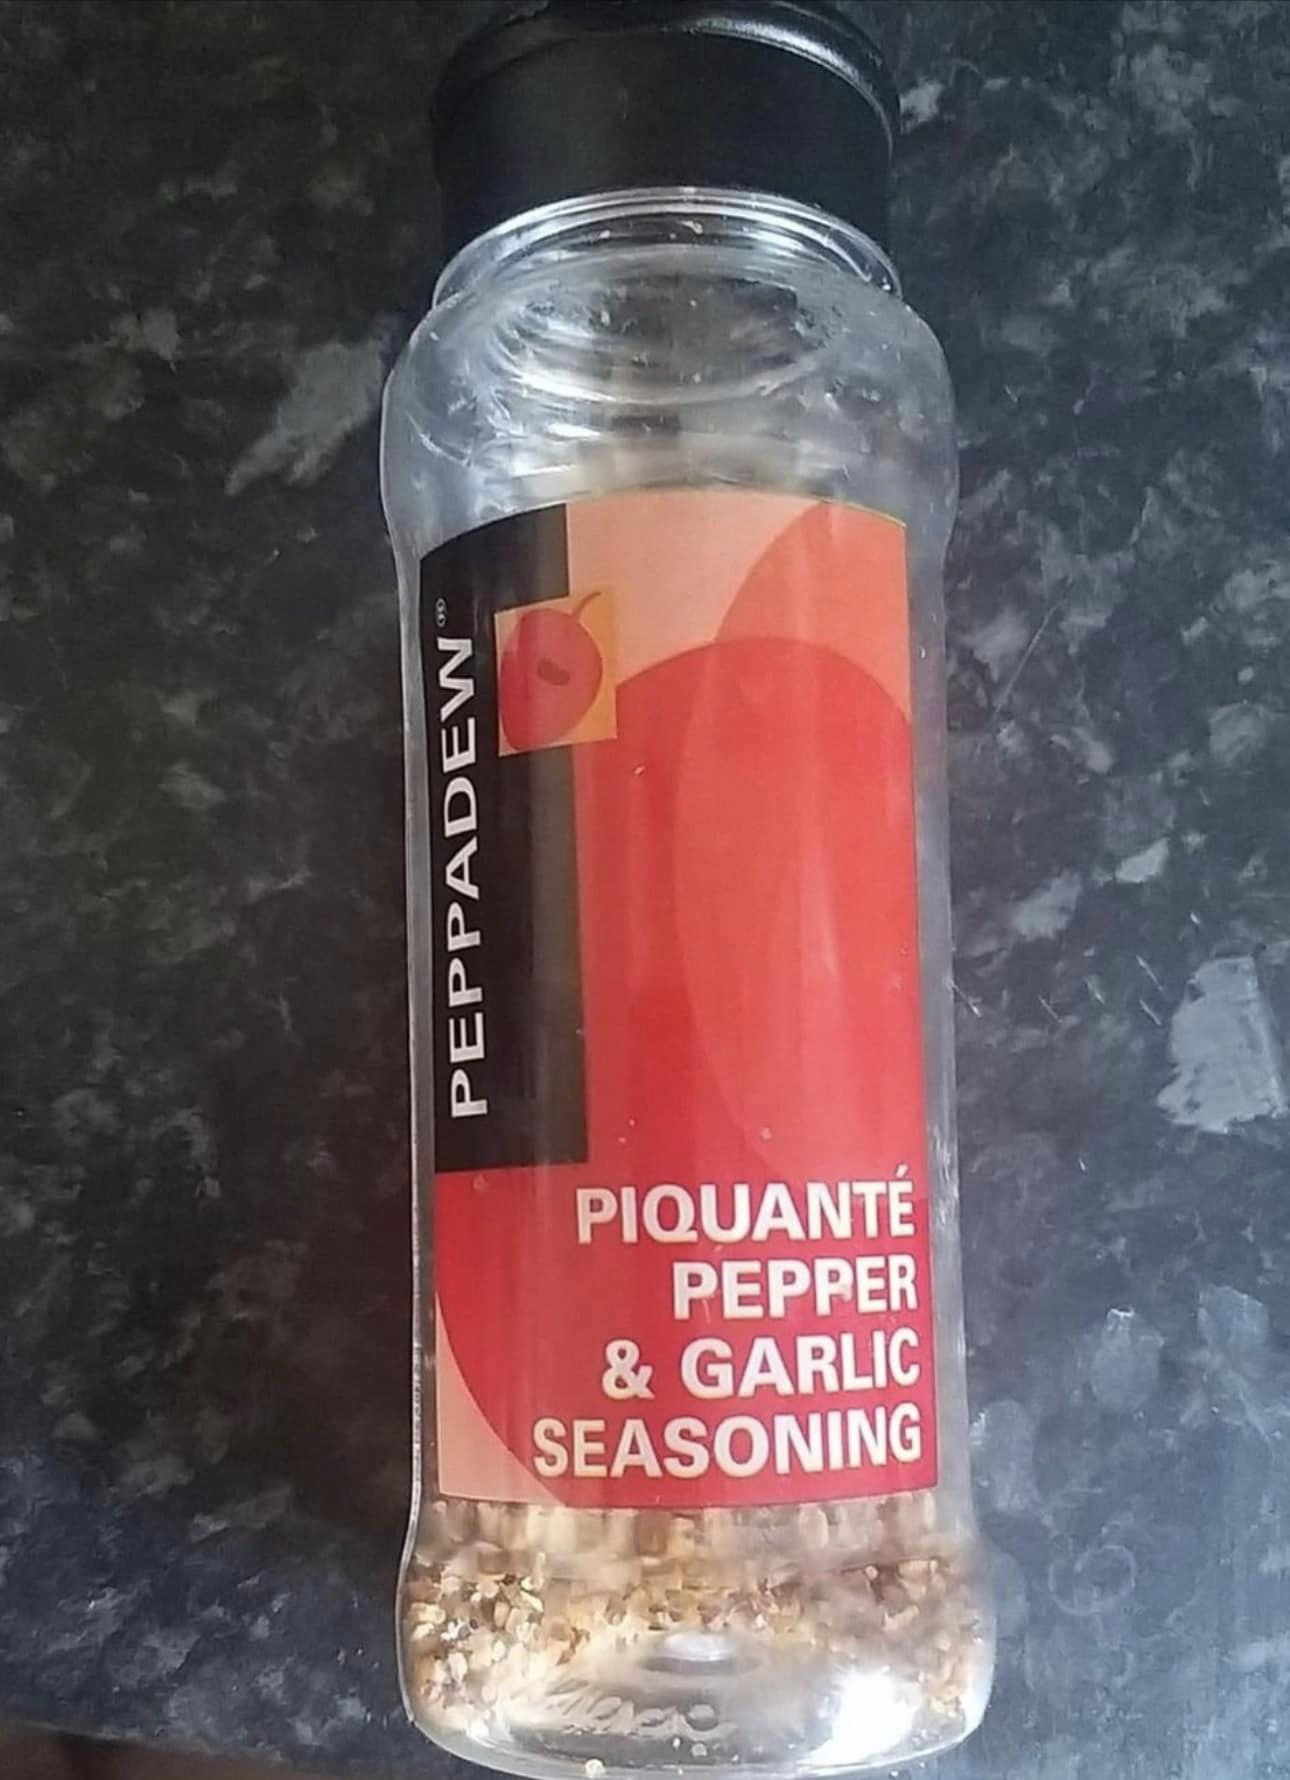 PEPPADEW®
PIQUANTÉ
PEPPER
& GARLIC
SEASONING